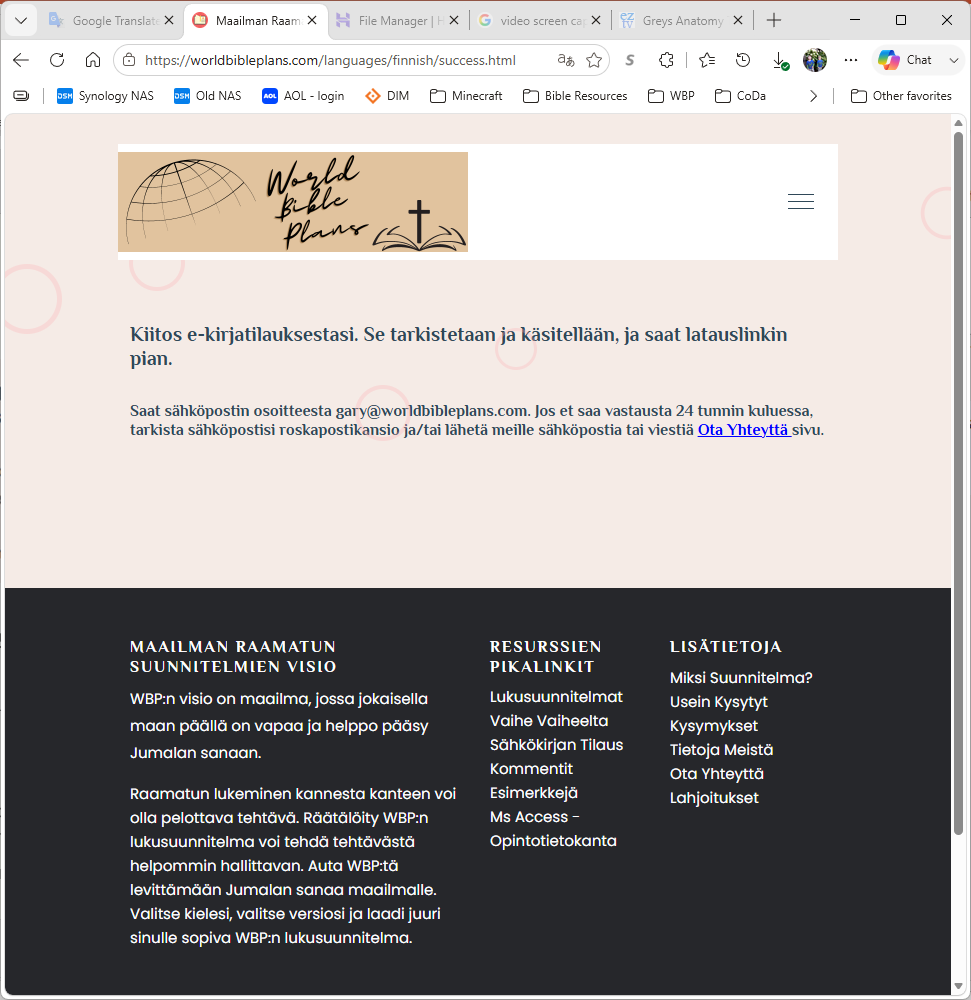 Google Translate
Maailman Raam
File Manager | H
video screen cap
Greys Anatomy
https://worldbibleplans.com/languages/finnish/success.html
Chat
Synology NAS
Old NAS
AOL - login
DIM
Minecraft
Bible Resources
WBP
CoDa
Other favorites
World
Bible
Plans
Kiitos e-kirjatilauksestasi. Se tarkistetaan ja käsitellään, ja saat latauslinkin
pian.
Saat sähköpostin osoitteesta gary@worldbibleplans.com. Jos et saa vastausta 24 tunnin kuluessa,
tarkista sähköpostisi roskapostikansio ja/tai lähetä meille sähköpostia tai viestiä Ota Yhteyttä sivu.
MAAILMAN RAAMATUN
SUUNNITELMIEN VISIO
WBP:n visio on maailma, jossa jokaisella
maan päällä on vapaa ja helppo pääsy
Jumalan sanaan.
Raamatun lukeminen kannesta kanteen voi
olla pelottava tehtävä. Räätälöity WBP:n
lukusuunnitelma voi tehdä tehtävästä
helpommin hallittavan. Auta WBP:tä
levittämään Jumalan sanaa maailmalle.
Valitse kielesi, valitse versiosi ja laadi juuri
sinulle sopiva WBP:n lukusuunnitelma.
RESURSSIEN
PIKALINKIT
Lukusuunnitelmat
Vaihe Vaiheelta
Sähkökirjan Tilaus
Kommentit
Esimerkkejä
Ms Access -
Opintotietokanta
LISÄTIETOJA
Miksi Suunnitelma?
Usein Kysytyt
Kysymykset
Tietoja Meistä
Ota Yhteyttä
Lahjoitukset